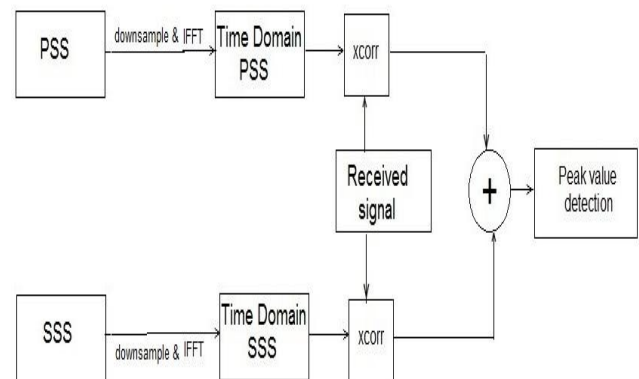 PSS
downsample & IFFT
Time Domain
PSS
xcorr
Received
signal
+
Peak value
detection
SSS
downsample & IFFT
Time Domain
SSS
xcorr